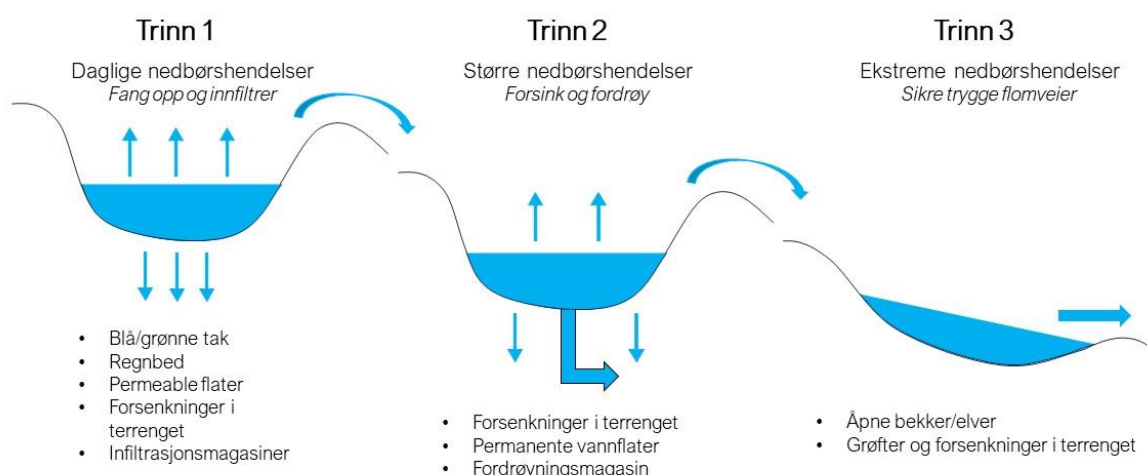 Trinn 1
Daglige nedbørshendelser
Fang opp og innfiltrer
• Blå/grønne tak
• Regnbed
• Permeable flater
• Forsenkninger i
terrenget
• Infiltrasjonsmagasiner
Trinn 2
Større nedbørshendelser
Forsink og fordrøy
• Forsenkninger i terrenget
• Permanente vannflater
• Fordrøvningsmagasin
Trinn 3
Ekstreme nedbørshendelser
Sikre trygge flomveier
• Åpne bekker/elver
• Grøfter og forsenkninger i terrenget